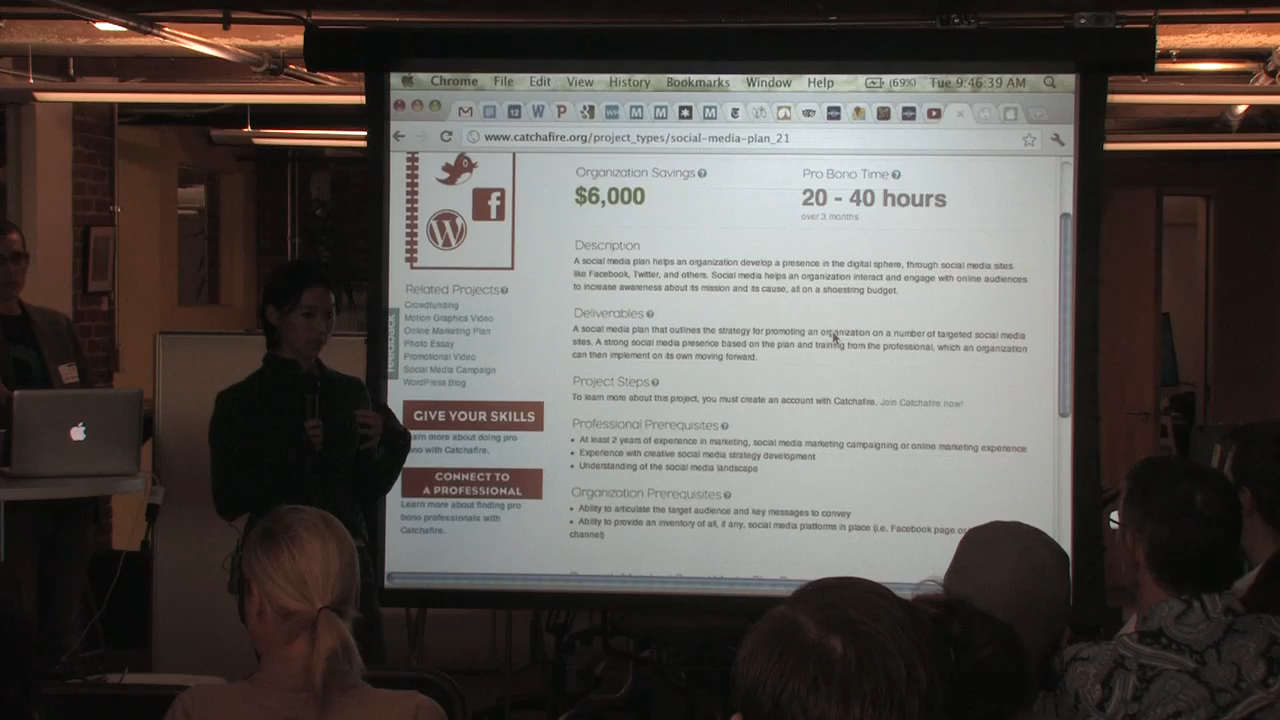 Chrome File Edit View History Bookmarks Window Help (69%) Tue 9:46:39 AM
www.catchafire.org/project_types/social-media-plan_21
Organization Savings
$6,000
Pro Bono Time
20 - 40 hours
over 3 months
Description
A social media plan helps an organization develop a presence in the digital sphere, through social media sites
like Facebook, Twitter, and others. Social media helps an organization interact and engage with online audiences
to increase awareness about its mission and its cause, all on a shoestring budget.
Deliverables
A social media plan that outlines the strategy for promoting an organization on a number of targeted social media
sites. A strong social media presence based on the plan and training from the professional, which an organization
can then implement on its own moving forward.
Project Steps
To learn more about this project, you must create an account with Catchafire. Join Catchafire now!
Professional Prerequisites
• At least 2 years of experience in marketing, social media marketing campaigning or online marketing experience
• Experience with creative social media strategy development
• Understanding of the social media landscape
Organization Prerequisites
• Ability to articulate the target audience and key messages to convey
• Ability to provide an inventory of all, if any, social media platforms in place (i.e. Facebook page or
channel)
Related Projects
Crowdfunding
Motion Graphics Video
Online Marketing Plan
Photo Essay
Promotional Video
Social Media Campaign
WordPress Blog
feedback
GIVE YOUR SKILLS
earn more about doing pro
ono with Catchafire.
CONNECT TO
A PROFESSIONAL
Learn more about finding pro
bono professionals with
Catchafire.